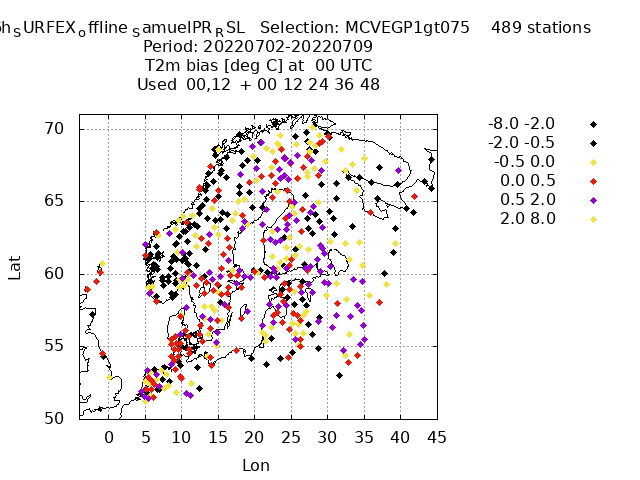 SURFEXoffline SamuelPRRSL Selection: MCVEGP1gt075 489 stations
Period: 20220702-20220709
T2m bias [deg C] at 00 UTC
Used 00,12 + 00 12 24 36 48
-8.0 -2.0
-2.0 -0.5
-0.5 0.0
0.0 0.5
0.5 2.0
2.0 8.0
70
65
60
55
50
Lat
0 5 10 15 20 25 30 35 40 45
Lon